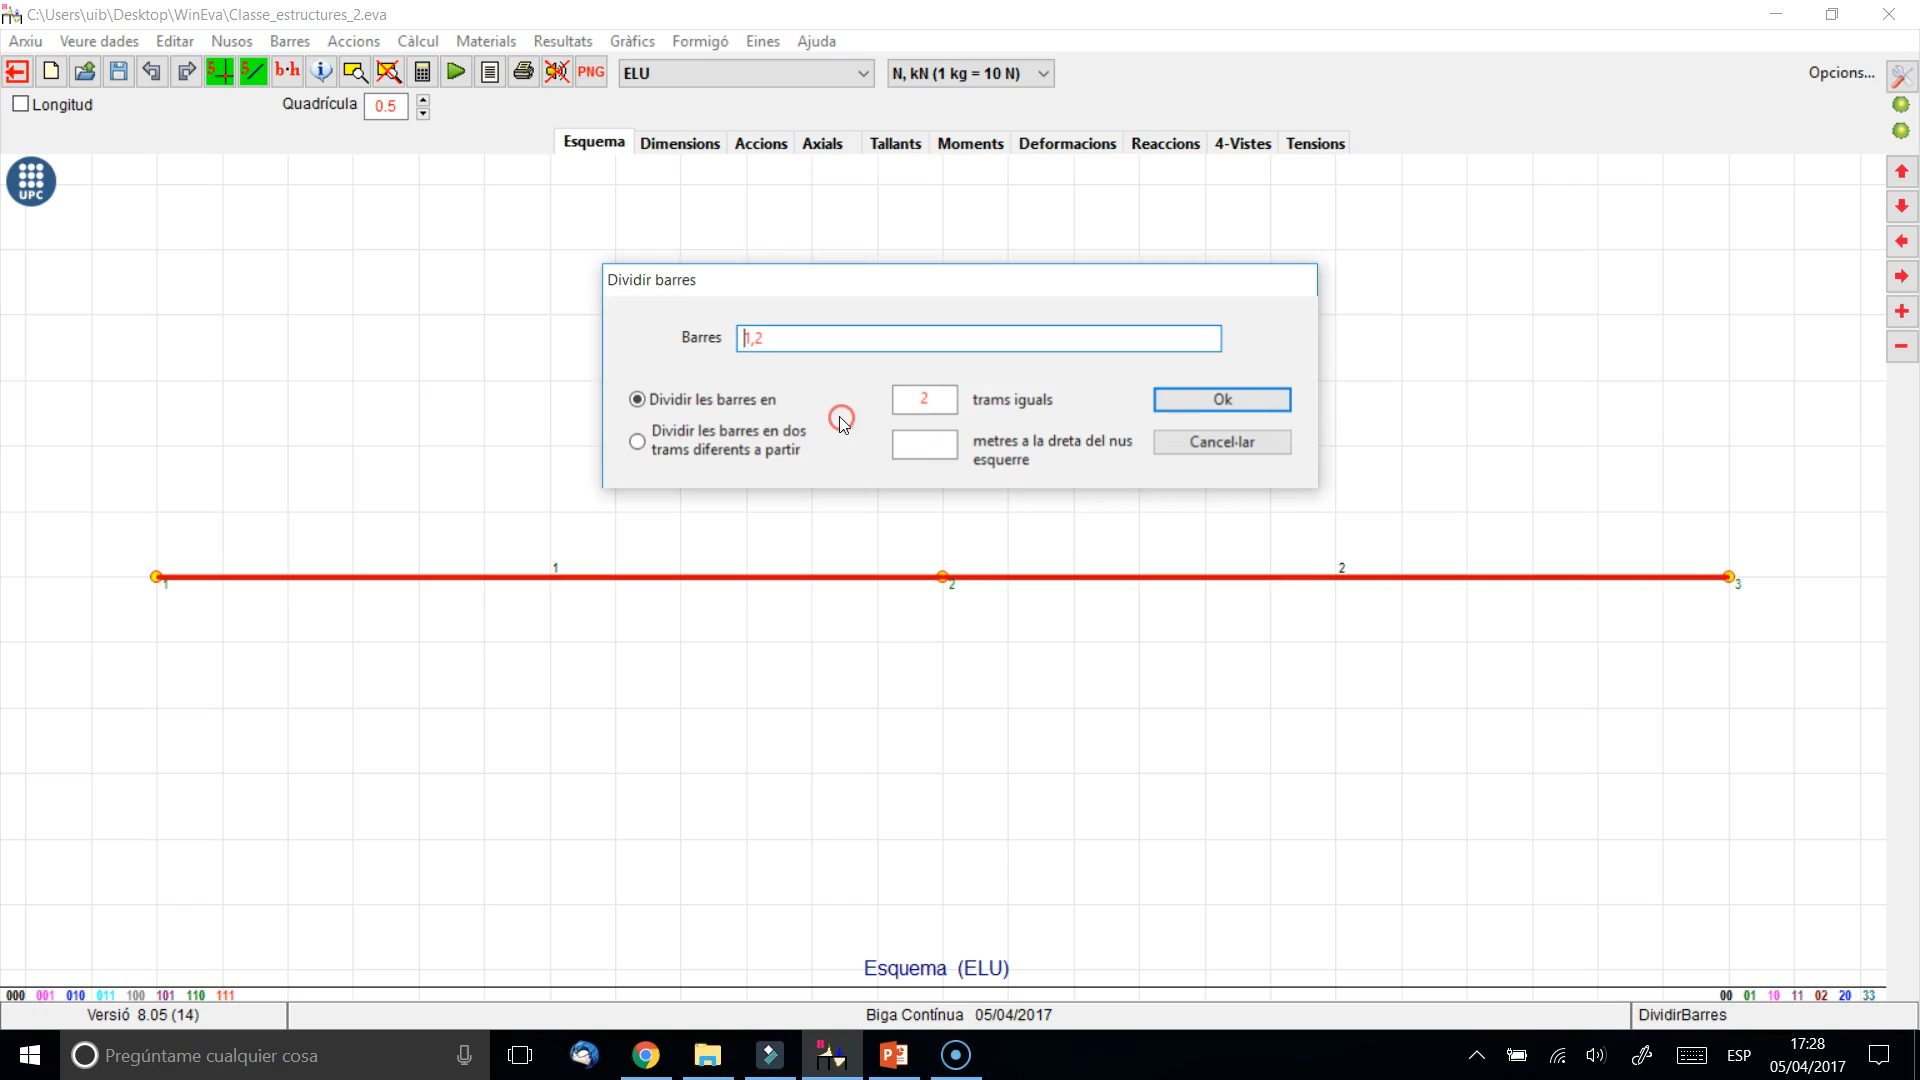 C:\Users\uib\Desktop\WinEva\Classe_estructures_2.eva
Arxiu Veure dades Editar Nusos Barres Accions Càlcul Materials Resultats Gràfics Formigó Eines Ajuda
b·h PNG ELU N, kN (1 kg = 10 N) Opcions...
Longitud Quadrícula 0.5
Esquema Dimensions Accions Axials Tallants Moments Deformacions Reaccions 4-Vistes Tensions
UPC
Dividir barres
Barres 1,2
Dividir les barres en 2 trams iguals Ok
Dividir les barres en dos
trams diferents a partir
metres a la dreta del nus
esquerre
Cancel·lar
1 2
1 2 3
Esquema (ELU)
000 001 010 011 100 101 110 111 00 01 10 11 02 20 33
Versió 8.05 (14) Biga Contínua 05/04/2017 DividirBarres
Pregúntame cualquier cosa ESP 17:28
05/04/2017